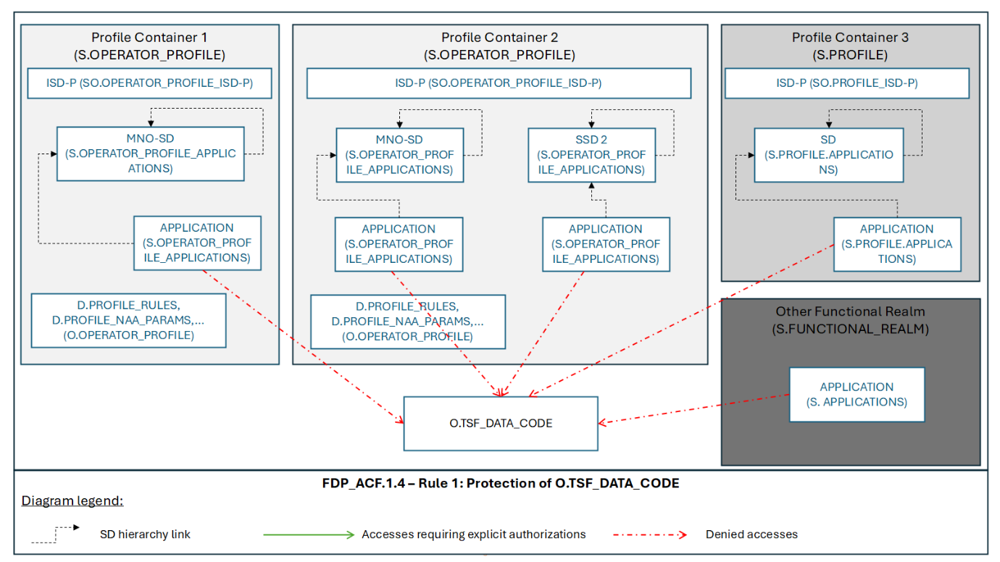 Profile Container 1
(S.OPERATOR_PROFILE)
ISD-P (SO.OPERATOR_PROFILE_ISD-P)
MNO-SD
(S.OPERATOR_PROFILE_APPLIC
ATIONS)
APPLICATION
(S.OPERATOR_PROF
ILE_APPLICATIONS)
D.PROFILE_RULES,
D.PROFILE_NAA_PARAMS,...
(O.OPERATOR_PROFILE)
Profile Container 2
(S.OPERATOR_PROFILE)
ISD-P (SO.OPERATOR_PROFILE_ISD-P)
MNO-SD
(S.OPERATOR_PROF
ILE_APPLICATIONS)
SSD 2
(S.OPERATOR_PROF
ILE_APPLICATIONS)
APPLICATION
(S.OPERATOR_PROF
ILE_APPLICATIONS)
APPLICATION
(S.OPERATOR_PROF
ILE_APPLICATIONS)
D.PROFILE_RULES,
D.PROFILE_NAA_PARAMS,...
(O.OPERATOR_PROFILE)
Profile Container 3
(S.PROFILE)
ISD-P (SO.PROFILE_ISD-P)
SD
(S.PROFILE.APPLICATIO
NS)
APPLICATION
(S.PROFILE.APPLICA
TIONS)
Other Functional Realm
(S.FUNCTIONAL_REALM)
APPLICATION
(S. APPLICATIONS)
O.TSF_DATA_CODE
FDP_ACF.1.4 – Rule 1: Protection of O.TSF_DATA_CODE
Diagram legend:
SD hierarchy link
Accesses requiring explicit authorizations
Denied accesses